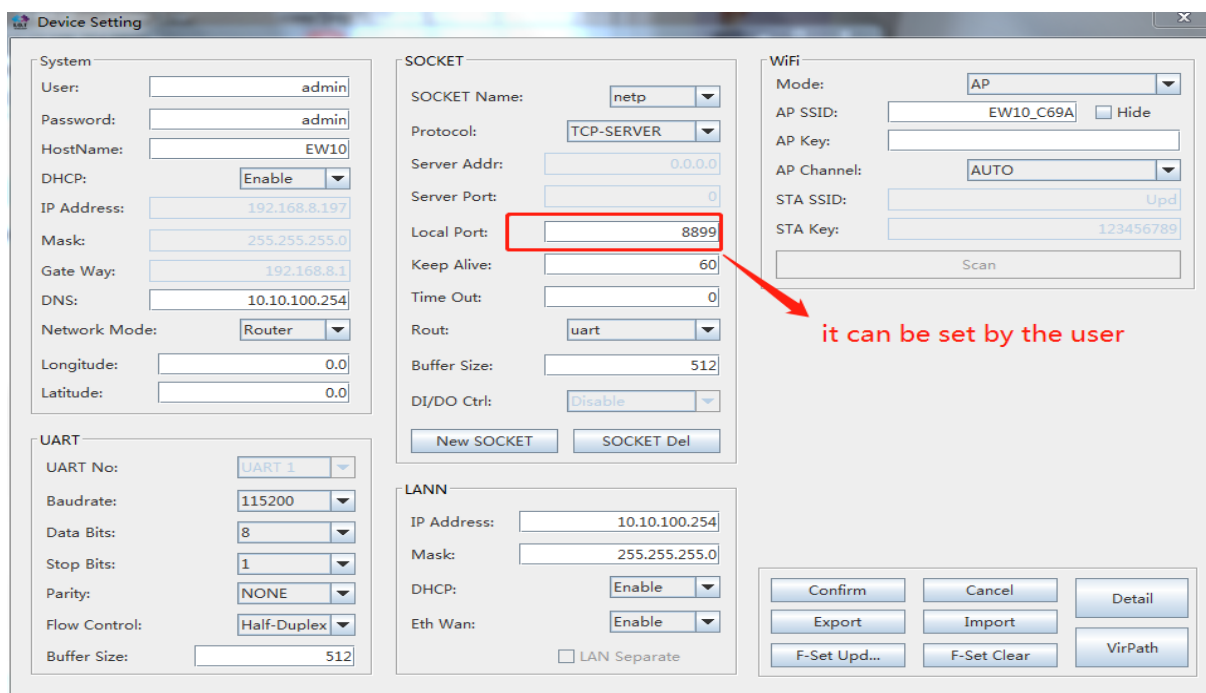 Device Setting
System
User: admin
Password: admin
HostName: EW10
DHCP: Enable
IP Address: 192.168.8.197
Mask: 255.255.255.0
Gate Way: 192.168.8.1
DNS: 10.10.100.254
Network Mode: Router
Longitude: 0.0
Latitude: 0.0
UART
UART No: UART 1
Baudrate: 115200
Data Bits: 8
Stop Bits: 1
Parity: NONE
Flow Control: Half-Duplex
Buffer Size: 512
SOCKET
SOCKET Name: netp
Protocol: TCP-SERVER
Server Addr: 0.0.0.0
Server Port: 0
Local Port: 8899
Keep Alive: 60
Time Out: 0
Rout: uart
Buffer Size: 512
DI/DO Ctrl: Disable
New SOCKET SOCKET Del
LANN
IP Address: 10.10.100.254
Mask: 255.255.255.0
DHCP: Enable
Eth Wan: Enable
LAN Separate
WiFi
Mode: AP
AP SSID: EW10_C69A Hide
AP Key:
AP Channel: AUTO
STA SSID: Upd
STA Key: 123456789
Scan
it can be set by the user
Confirm Cancel Detail
Export Import
F-Set Upd... F-Set Clear VirPath